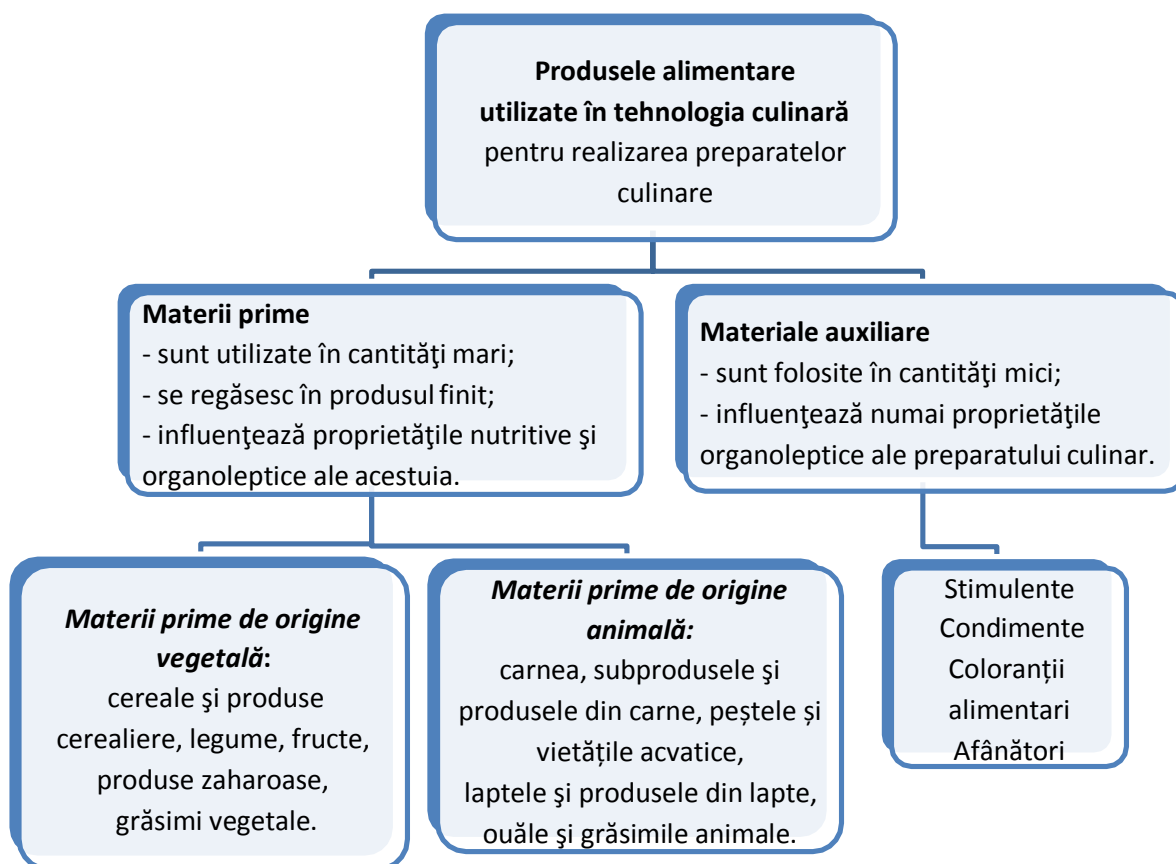 Produsele alimentare
utilizate în tehnologia culinară
pentru realizarea preparatelor
culinare
Materii prime
- sunt utilizate în cantităţi mari;
- se regăsesc în produsul finit;
- influenţează proprietăţile nutritive şi
organoleptice ale acestuia.
Materiale auxiliare
- sunt folosite în cantităţi mici;
- influenţează numai proprietăţile
organoleptice ale preparatului culinar.
Materii prime de origine
vegetală:
cereale şi produse
cerealiere, legume, fructe,
produse zaharoase,
grăsimi vegetale.
Materii prime de origine
animală:
carnea, subprodusele şi
produsele din carne, peștele și
vietățile acvatice,
laptele şi produsele din lapte,
ouăle şi grăsimile animale.
Stimulente
Condimente
Coloranții
alimentari
Afânători